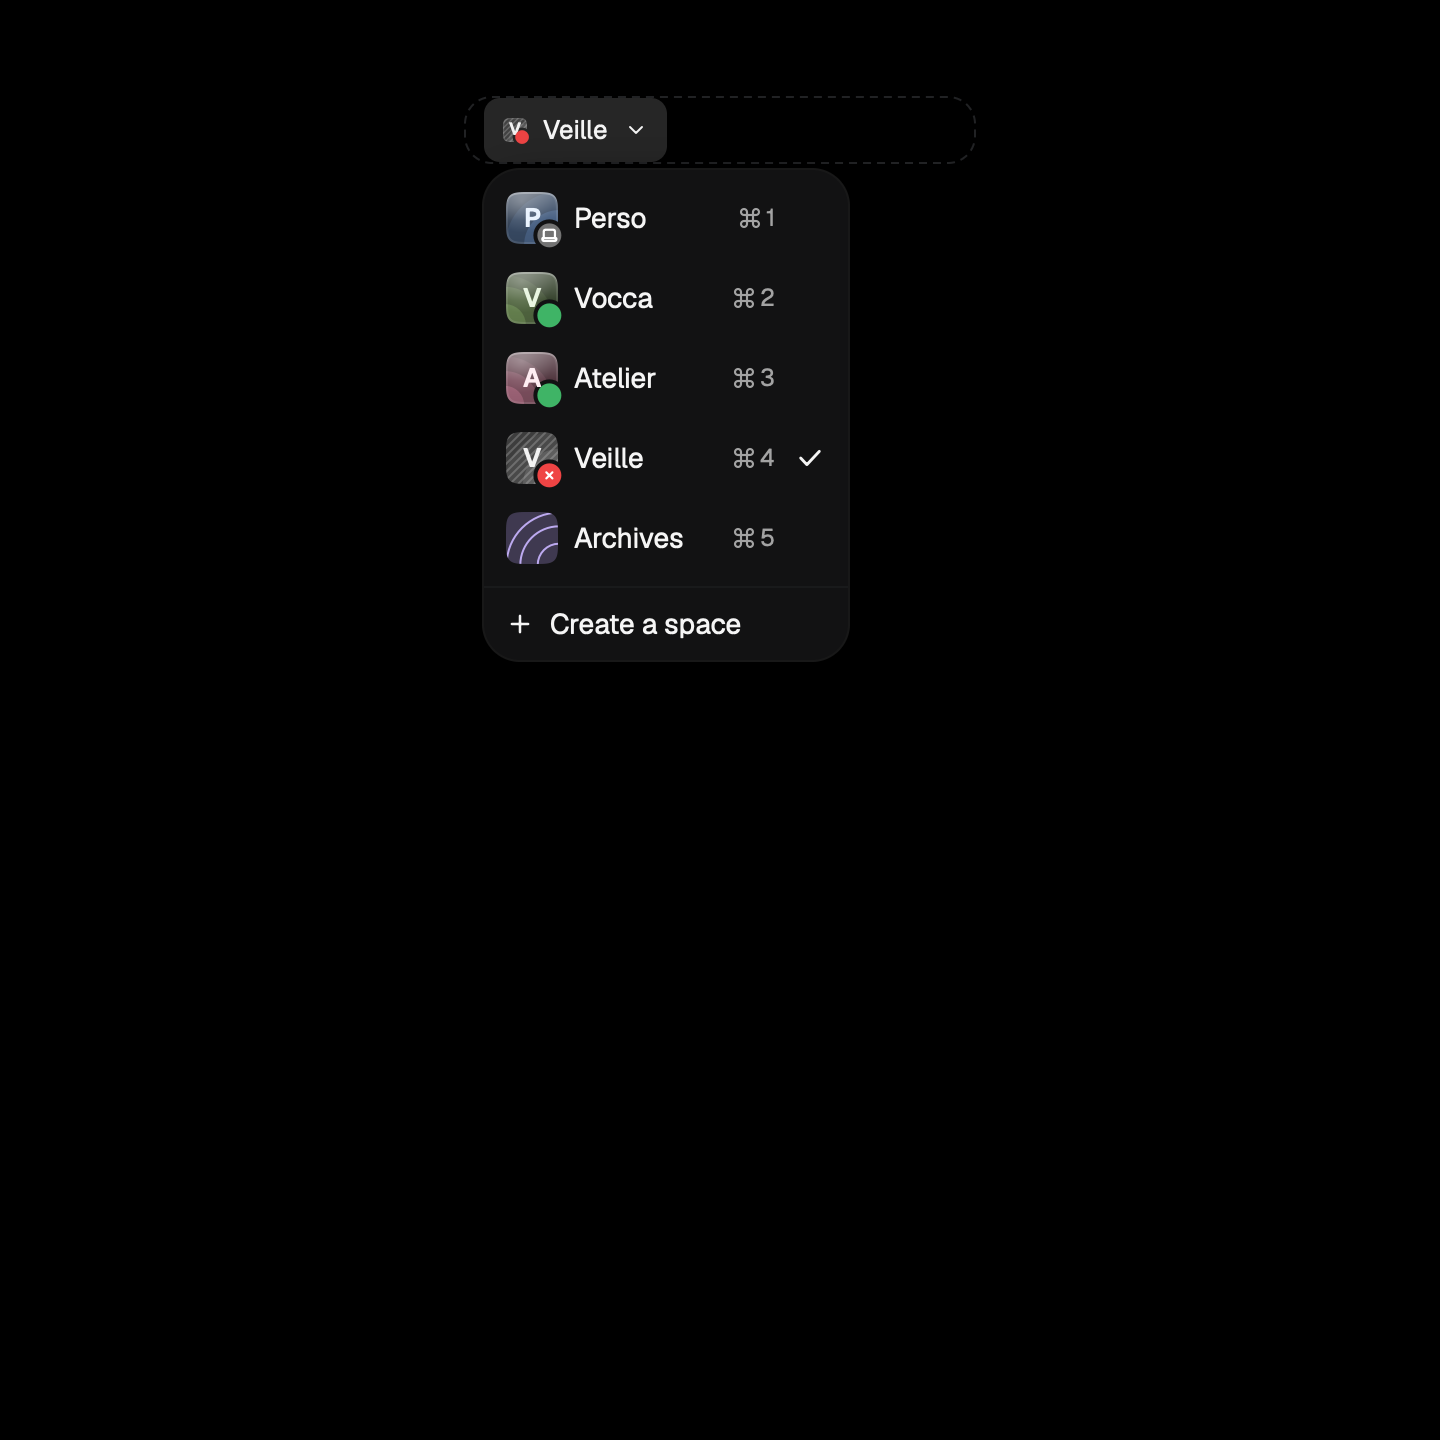 V Veille
P Perso ⌘1
V Vocca ⌘2
A Atelier ⌘3
V Veille ⌘4
Archives ⌘5
Create a space